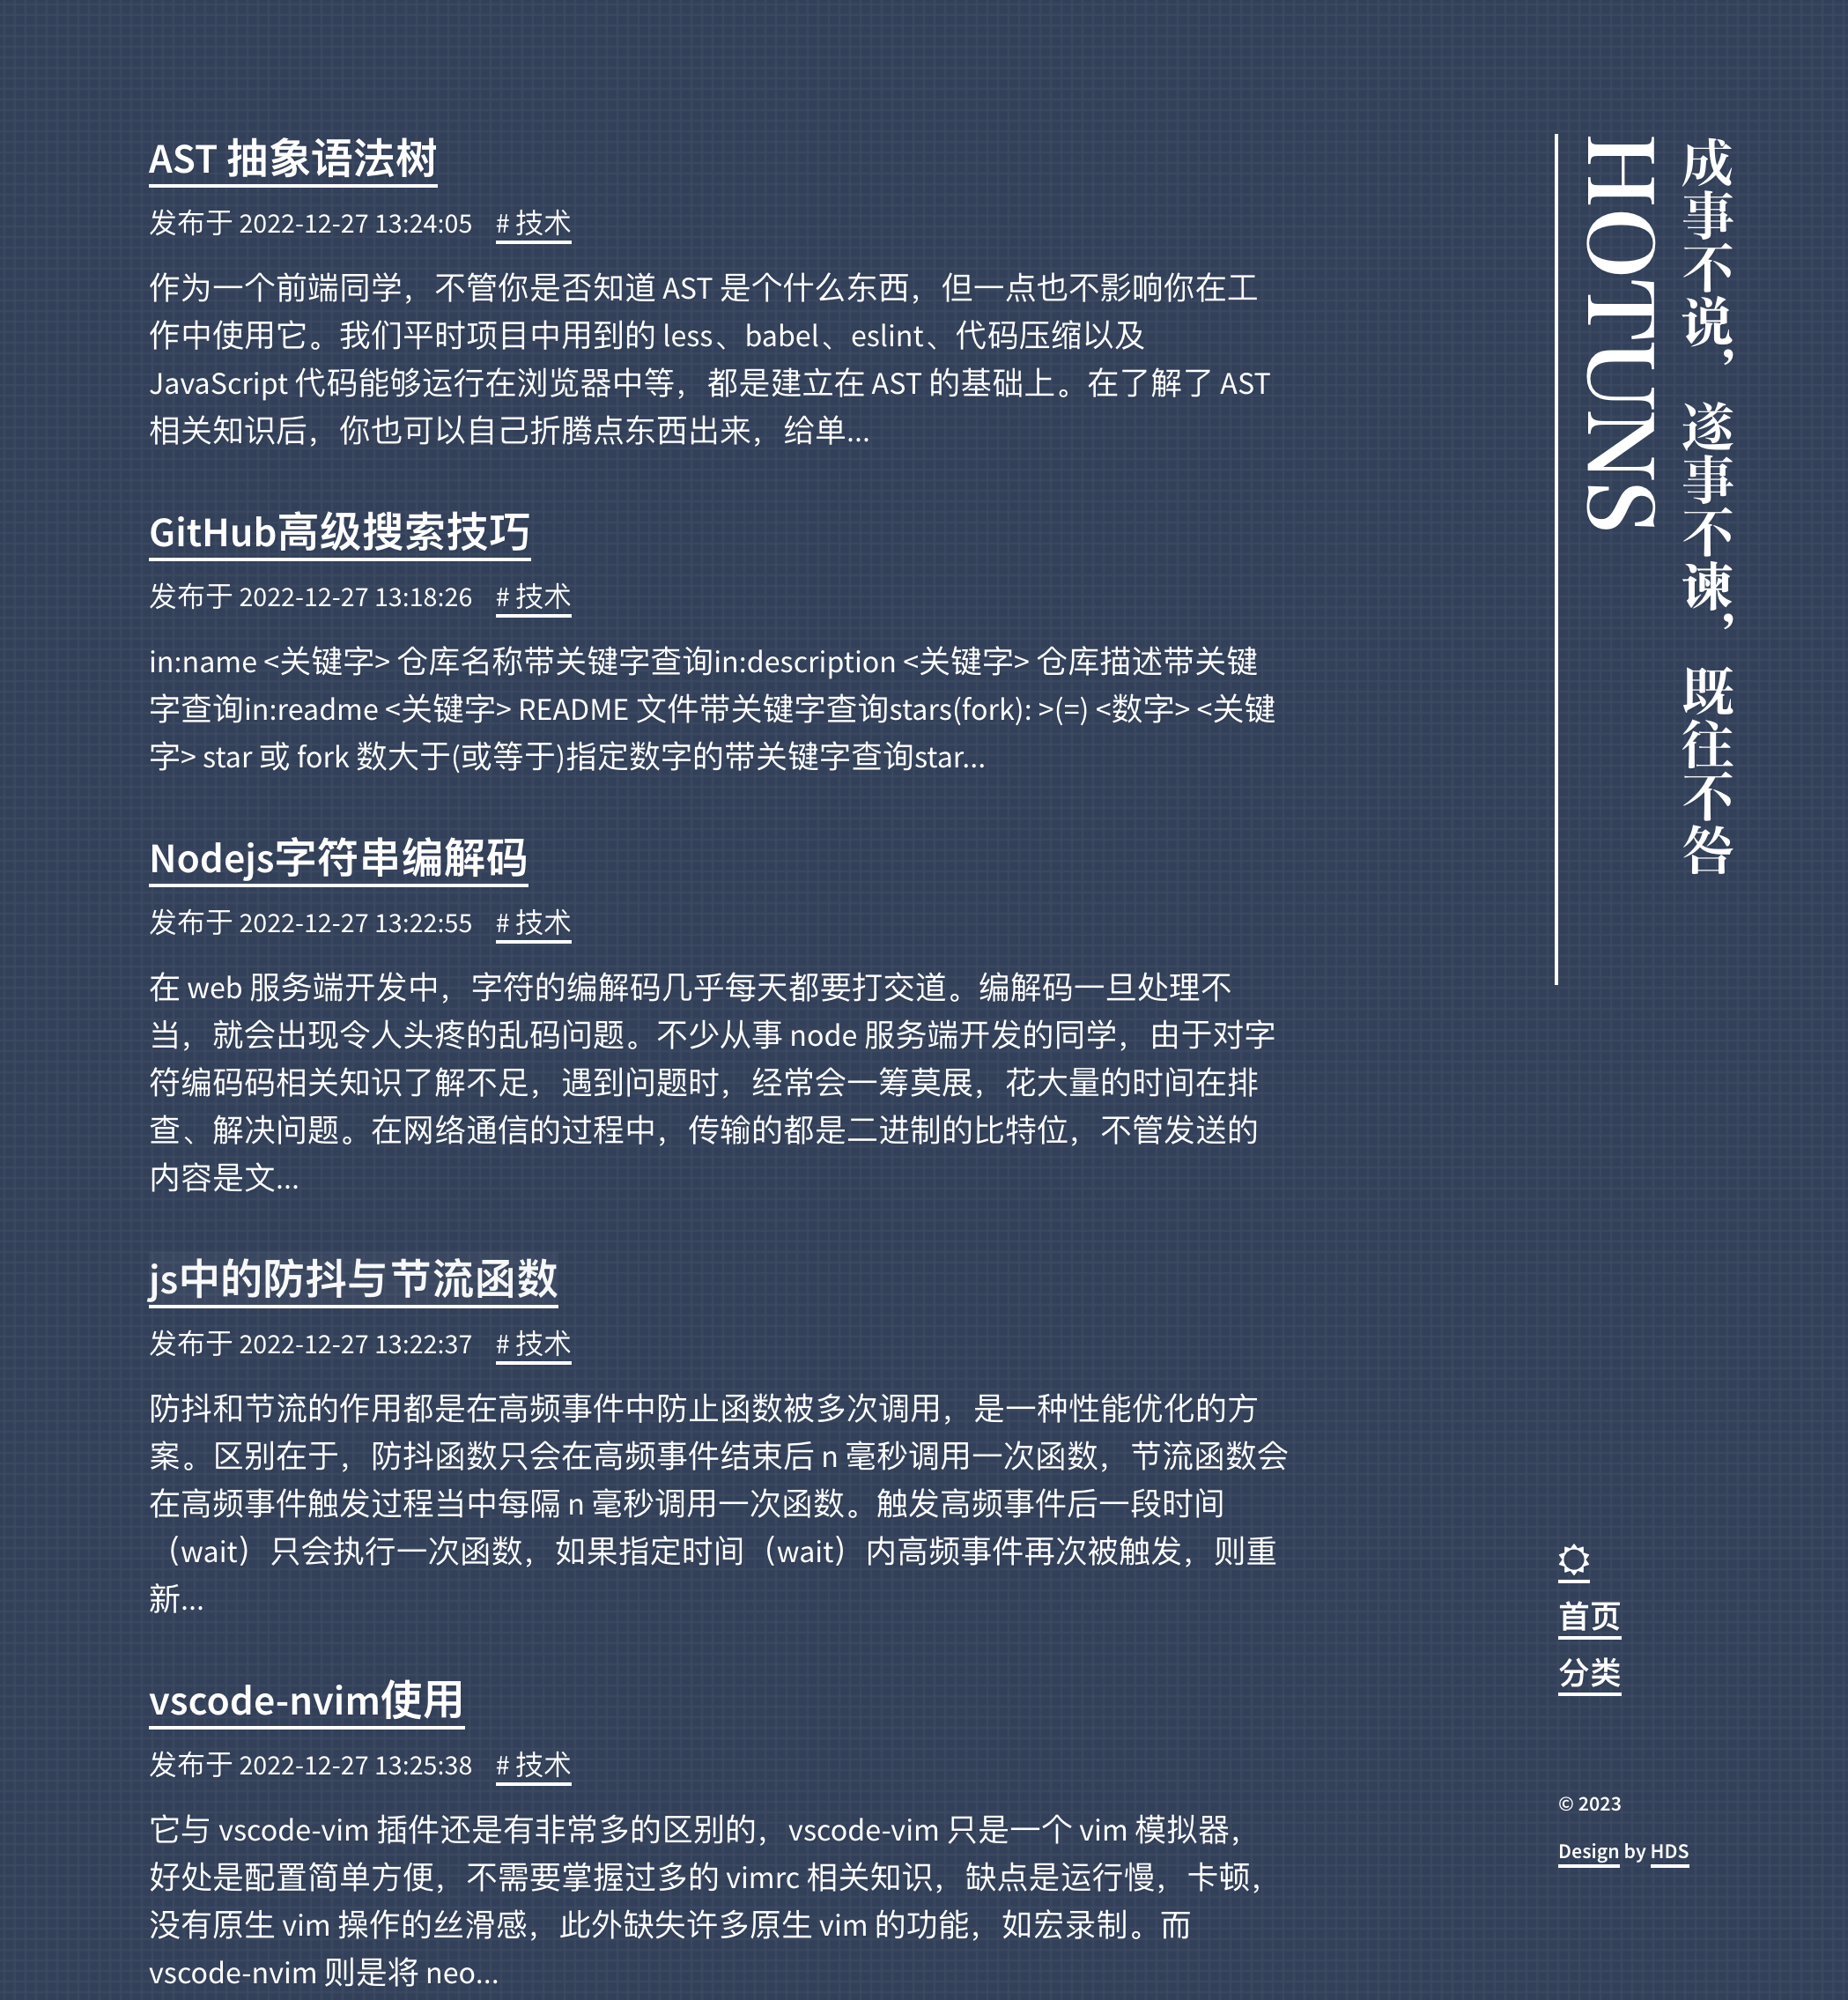 AST 抽象语法树
发布于 2022-12-27 13:24:05 # 技术
作为一个前端同学，不管你是否知道 AST 是个什么东西，但一点也不影响你在工
作中使用它。我们平时项目中用到的 less、babel、eslint、代码压缩以及
JavaScript 代码能够运行在浏览器中等，都是建立在 AST 的基础上。在了解了 AST
相关知识后，你也可以自己折腾点东西出来，给单...
GitHub高级搜索技巧
发布于 2022-12-27 13:18:26 # 技术
in:name <关键字> 仓库名称带关键字查询in:description <关键字> 仓库描述带关键
字查询in:readme <关键字> README 文件带关键字查询stars(fork): >(=) <数字> <关键
字> star 或 fork 数大于(或等于)指定数字的带关键字查询star...
Nodejs字符串编解码
发布于 2022-12-27 13:22:55 # 技术
在 web 服务端开发中，字符的编解码几乎每天都要打交道。编解码一旦处理不
当，就会出现令人头疼的乱码问题。不少从事 node 服务端开发的同学，由于对字
符编码码相关知识了解不足，遇到问题时，经常会一筹莫展，花大量的时间在排
查、解决问题。在网络通信的过程中，传输的都是二进制的比特位，不管发送的
内容是文...
js中的防抖与节流函数
发布于 2022-12-27 13:22:37 # 技术
防抖和节流的作用都是在高频事件中防止函数被多次调用，是一种性能优化的方
案。区别在于，防抖函数只会在高频事件结束后 n 毫秒调用一次函数，节流函数会
在高频事件触发过程当中每隔 n 毫秒调用一次函数。触发高频事件后一段时间
（wait）只会执行一次函数，如果指定时间（wait）内高频事件再次被触发，则重
新...
vscode-nvim使用
发布于 2022-12-27 13:25:38 # 技术
它与 vscode-vim 插件还是有非常多的区别的，vscode-vim 只是一个 vim 模拟器，
好处是配置简单方便，不需要掌握过多的 vimrc 相关知识，缺点是运行慢，卡顿，
没有原生 vim 操作的丝滑感，此外缺失许多原生 vim 的功能，如宏录制。而
vscode-nvim 则是将 neo...
成事不说，遂事不谏，既往不咎
HOTUNS
首页
分类
© 2023
Design by HDS